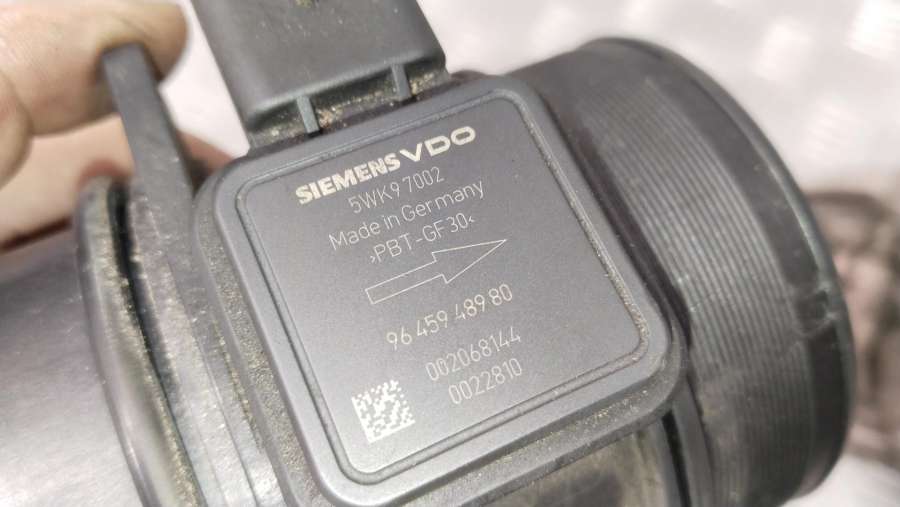 SIEMENS VDO
5WK9 7002
Made in Germany
›PBT-GF30‹
96 459 489 80
002068144
0022810